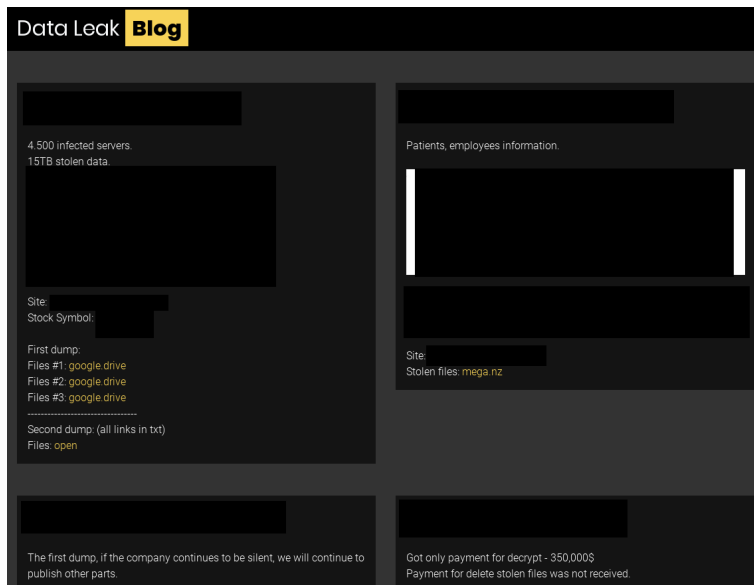 Data Leak Blog
4.500 infected servers.
15TB stolen data.
Site:
Stock Symbol:
First dump:
Files #1: google.drive
Files #2: google.drive
Files #3: google.drive
---------------------------------
Second dump: (all links in txt)
Files: open
Patients, employees information.
Site:
Stolen files: mega.nz
The first dump, if the company continues to be silent, we will continue to
publish other parts.
Got only payment for decrypt - 350,000$
Payment for delete stolen files was not received.